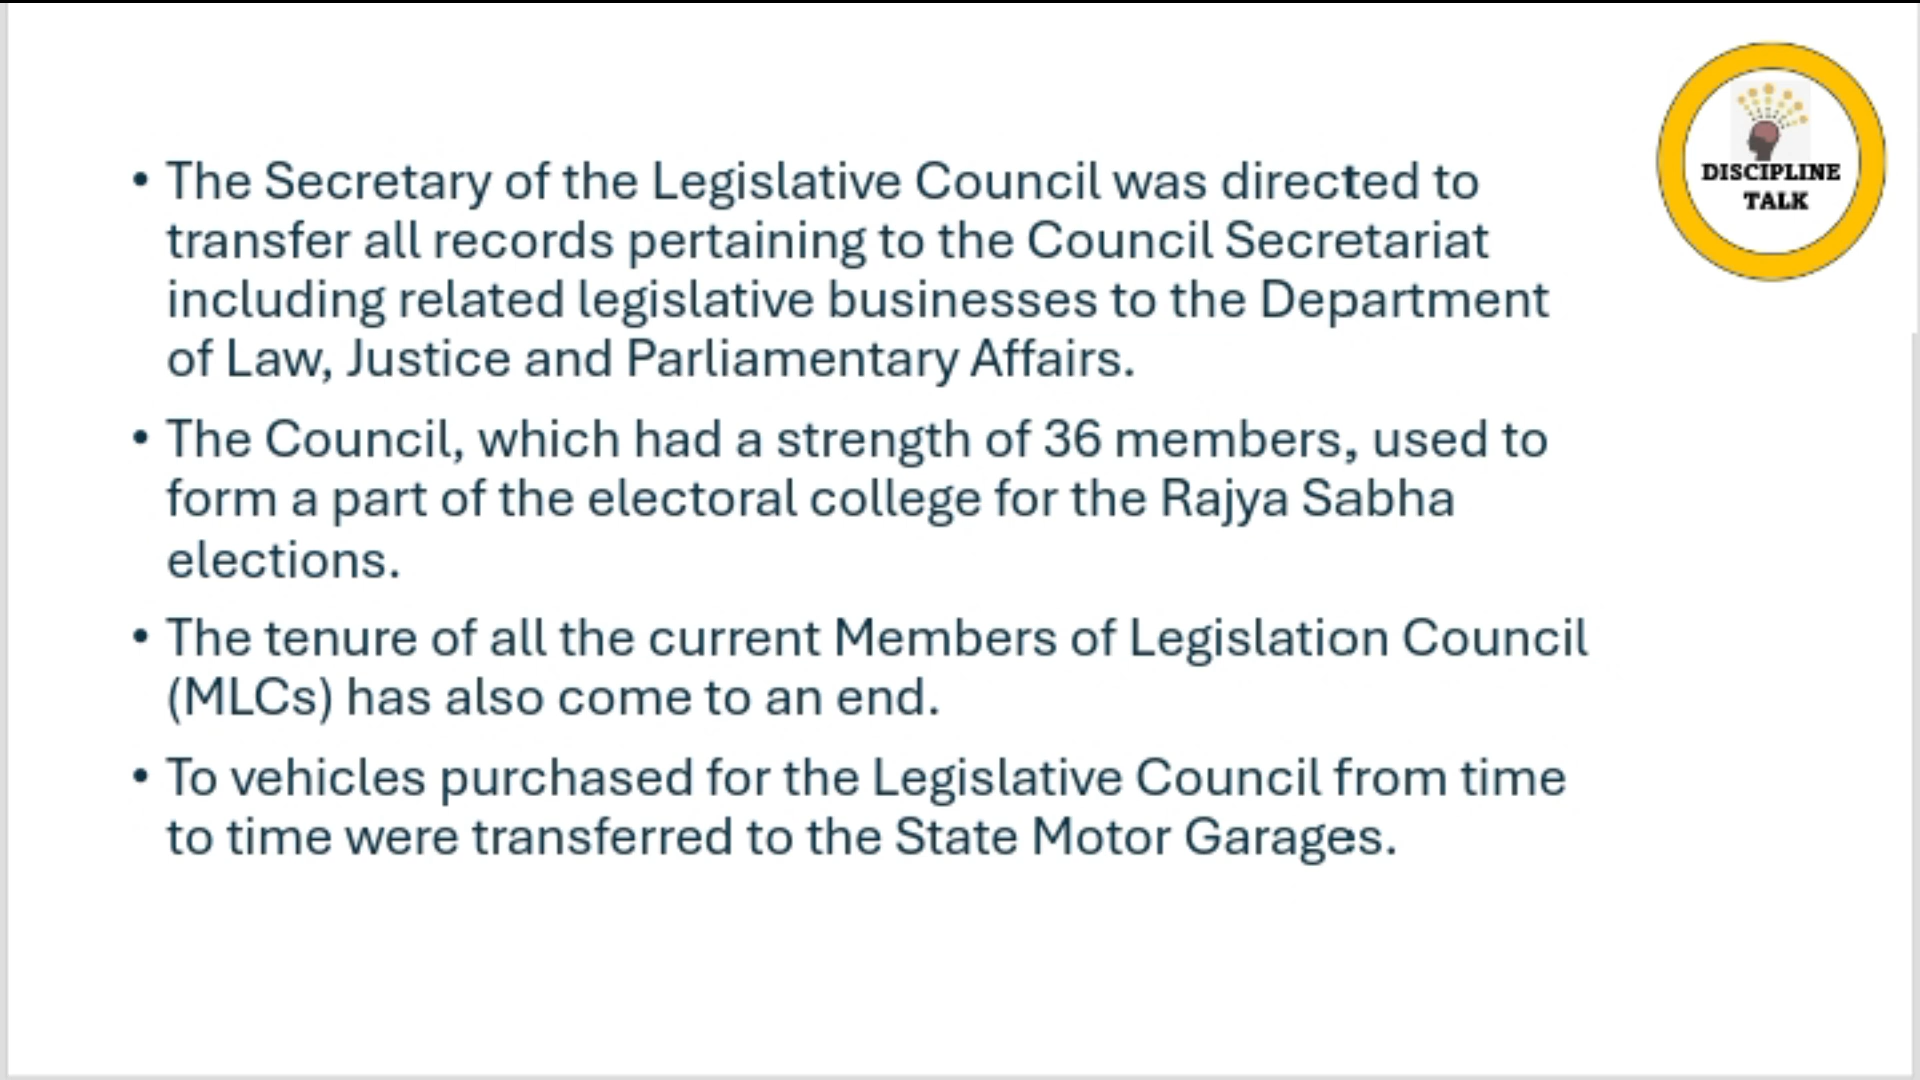 DISCIPLINE
TALK
• The Secretary of the Legislative Council was directed to
transfer all records pertaining to the Council Secretariat
including related legislative businesses to the Department
of Law, Justice and Parliamentary Affairs.
• The Council, which had a strength of 36 members, used to
form a part of the electoral college for the Rajya Sabha
elections.
• The tenure of all the current Members of Legislation Council
(MLCs) has also come to an end.
• To vehicles purchased for the Legislative Council from time
to time were transferred to the State Motor Garages.